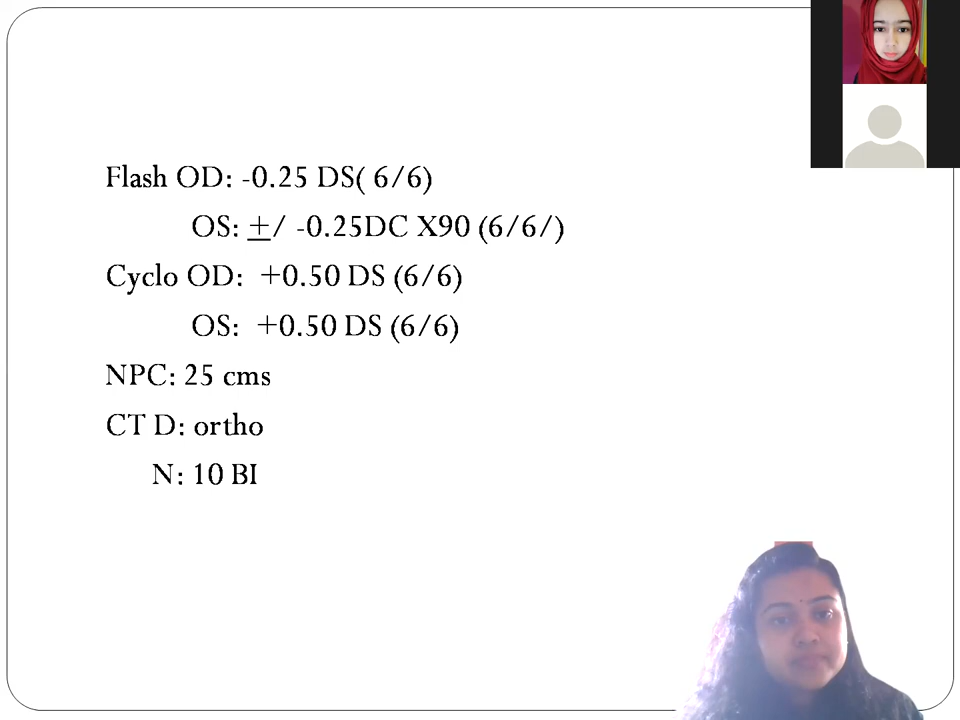 Flash OD: -0.25 DS( 6/6)
OS: ±/ -0.25DC X90 (6/6/)
Cyclo OD: +0.50 DS (6/6)
OS: +0.50 DS (6/6)
NPC: 25 cms
CT D: ortho
N: 10 BI